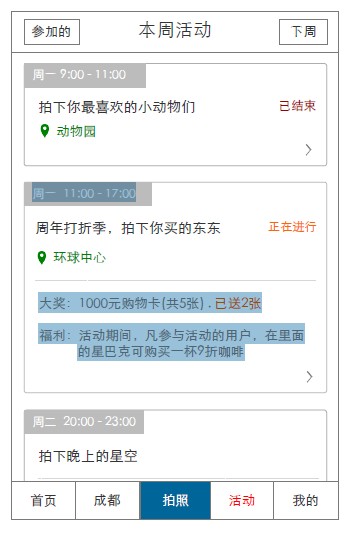 参加的
本周活动
下周
周一 9:00 - 11:00
拍下你最喜欢的小动物们
已结束
动物园
周一 11:00 - 17:00
周年打折季，拍下你买的东东
正在进行
环球中心
大奖：1000元购物卡(共5张) . 已送2张
福利：活动期间，凡参与活动的用户，在里面
的星巴克可购买一杯9折咖啡
周二 20:00 - 23:00
拍下晚上的星空
首页
成都
拍照
活动
我的